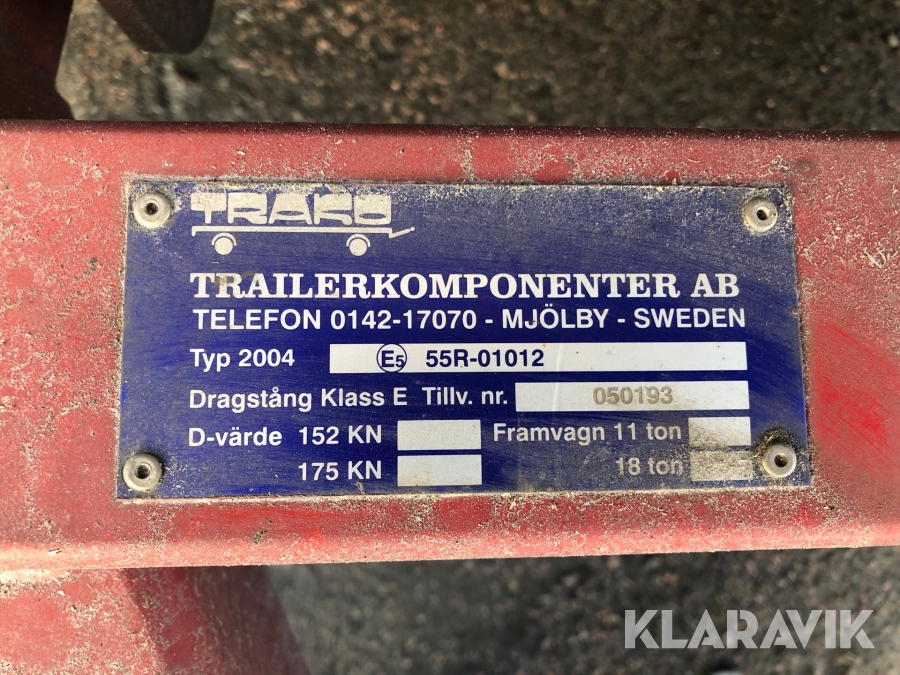 TRAKO
TRAILERKOMPONENTER AB
TELEFON 0142-17070 - MJÖLBY - SWEDEN
Typ 2004 E5 55R-01012
Dragstång Klass E Tillv. nr. 050193
D-värde 152 KN Framvagn 11 ton
175 KN 18 ton
KLARAVIK